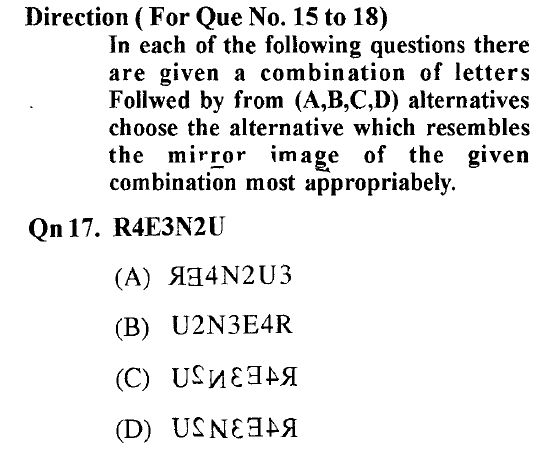 Direction ( For Que No. 15 to 18)
In each of the following questions there
are given a combination of letters
Follwed by from (A,B,C,D) alternatives
choose the alternative which resembles
the mirror image of the given
combination most appropriabely.
Qn 17. R4E3N2U
(A) ЯƎ4N2U3
(B) U2N3E4R
(C) USИƐƎ4Я
(D) USNƐƎ4Я